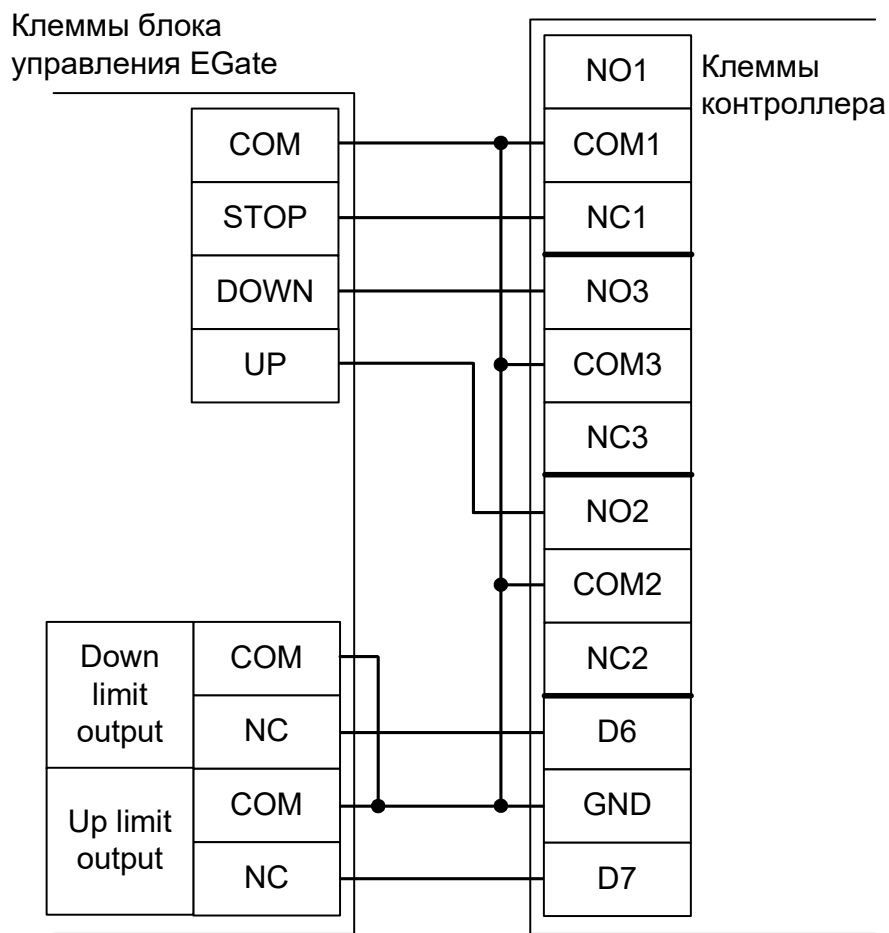 Клеммы блока
управления EGate
COM
STOP
DOWN
UP
Down
limit
output
COM
NC
Up limit
output
COM
NC
Клеммы
контроллера
NO1
COM1
NC1
NO3
COM3
NC3
NO2
COM2
NC2
D6
GND
D7